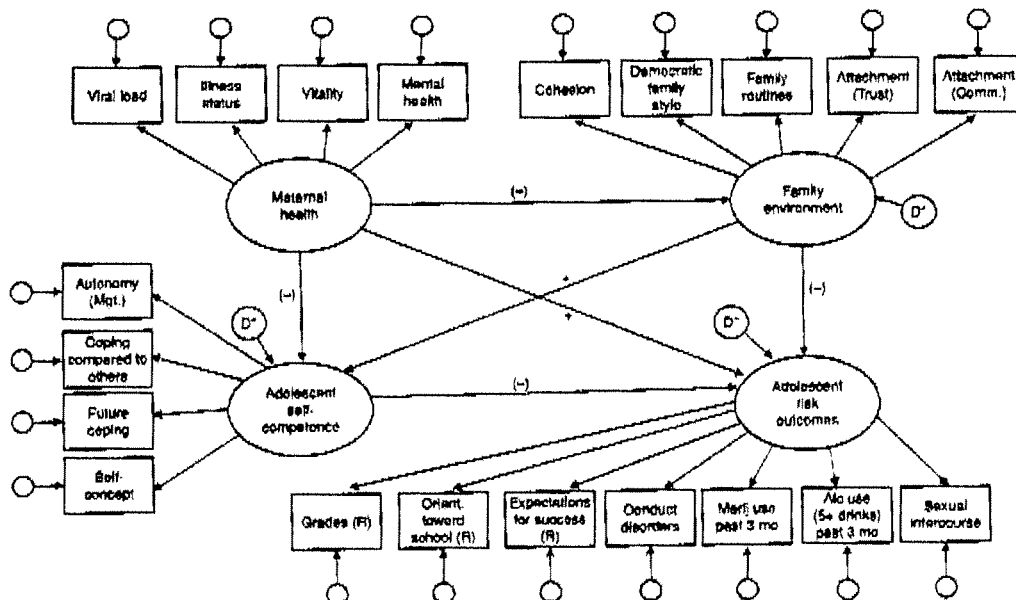 Viral load
Illness
status
Vitality
Mental
health
Cohesion
Democratic
family
style
Family
routines
Attachment
(Trust)
Attachment
(Comm.)
Maternal
health
(-)
Family
environment
D*
Autonomy
(Mgt.)
(-)
D*
+
+
(-)
D*
Coping
compared to
others
Future
coping
Self-
concept
Adolescent
self-
competence
(-)
Adolescent
risk
outcomes
Grades (R)
Orient.
toward
school (R)
Expectations
for success
(R)
Conduct
disorders
Marij use
past 3 mo
Alc use
(5+ drinks)
past 3 mo
Sexual
intercourse